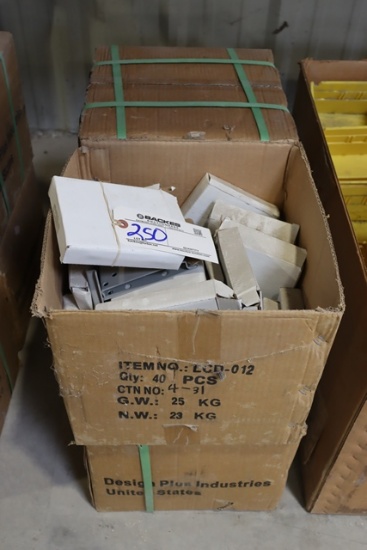 BACKES
250
ITEM NO.: LCD-012
Qty: 40 PCS
CTN NO: 4-91
G.W.: 25 KG
N.W.: 23 KG
Design Plus Industries
United States